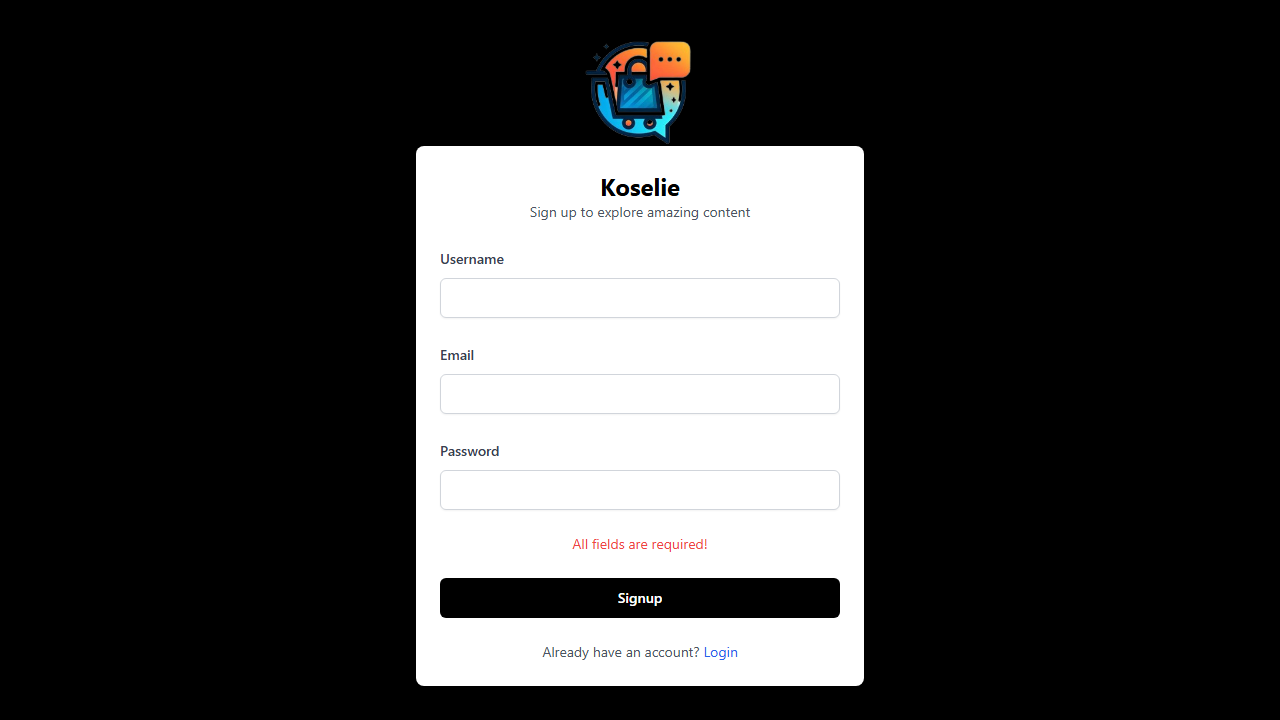 Koselie
Sign up to explore amazing content
Username
Email
Password
All fields are required!
Signup
Already have an account? Login